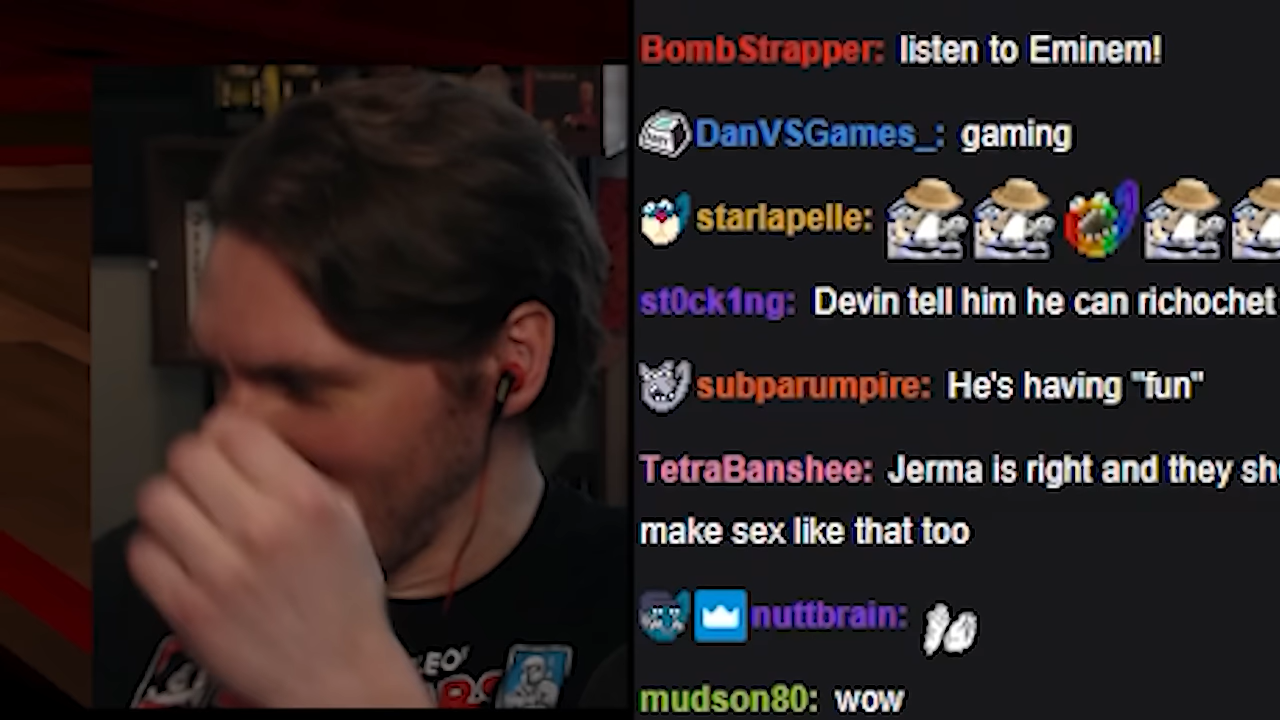 BombStrapper: listen to Eminem!
DanVSGames_: gaming
starlapelle:
st0ck1ng: Devin tell him he can richochet
subparumpire: He's having "fun"
TetraBanshee: Jerma is right and they sh
make sex like that too
nuttbrain:
mudson80: wow